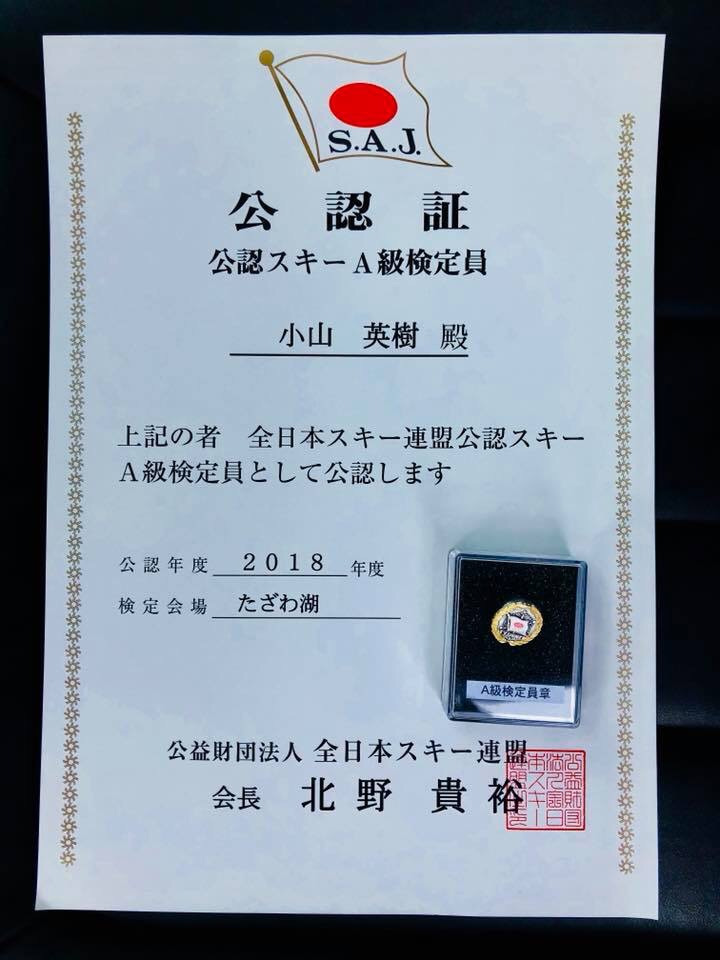 S.A.J.
公認証
公認スキーA級検定員
小山 英樹 殿
上記の者 全日本スキー連盟公認スキー
A級検定員として公認します
公認年度 2018 年度
検定会場 たざわ湖
A級検定員章
公益財団法人 全日本スキー連盟
会長 北野 貴裕